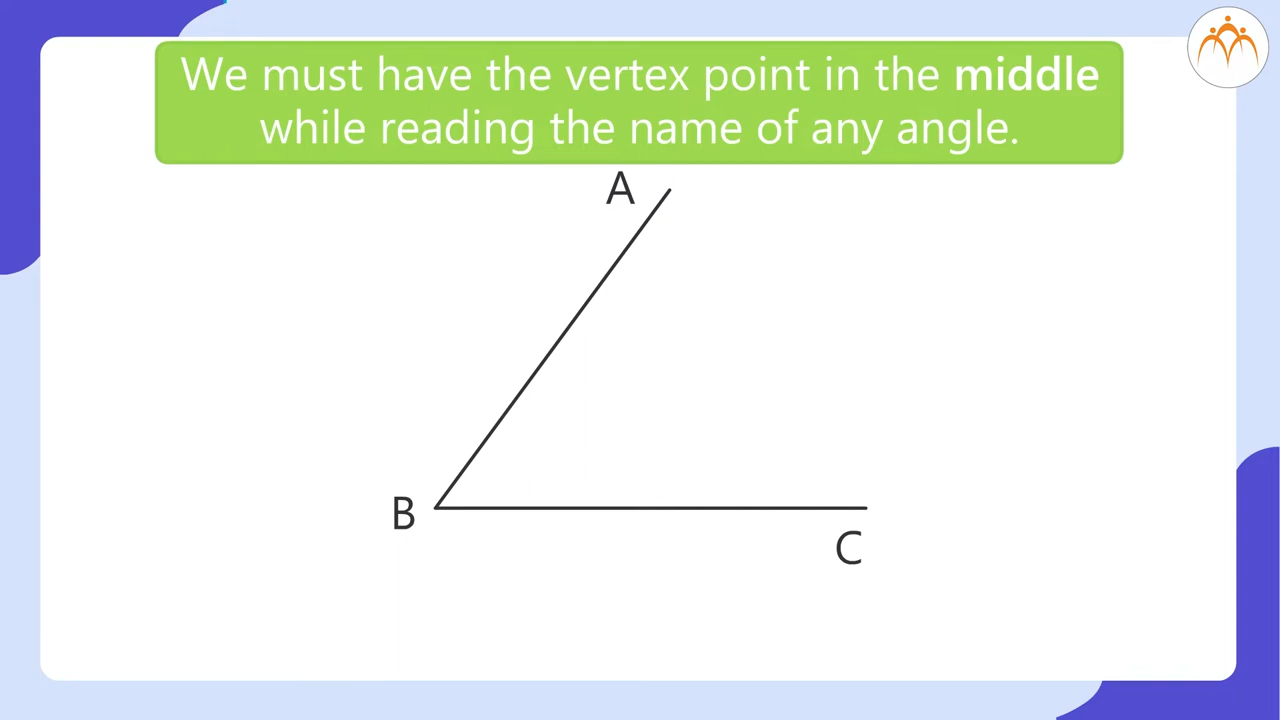 We must have the vertex point in the middle
while reading the name of any angle.
A
B
C